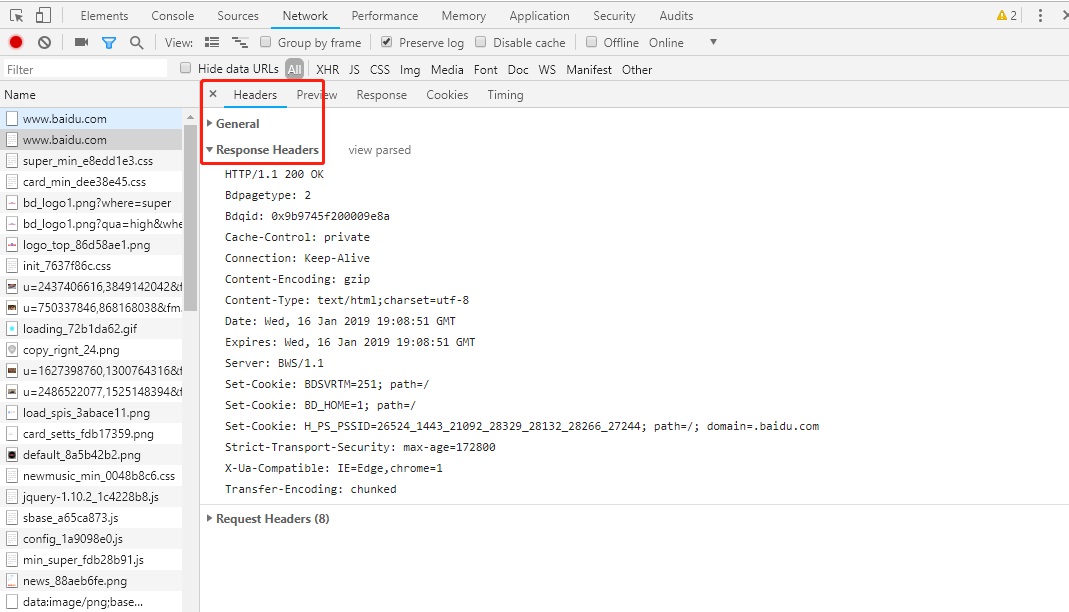 Elements Console Sources Network Performance Memory Application Security Audits 2
View: Group by frame Preserve log Disable cache Offline Online
Filter Hide data URLs All XHR JS CSS Img Media Font Doc WS Manifest Other
Name
www.baidu.com
www.baidu.com
super_min_e8edd1e3.css
card_min_dee38e45.css
bd_logo1.png?where=super
bd_logo1.png?qua=high&whe
logo_top_86d58ae1.png
init_7637f86c.css
u=2437406616,3849142042&f
u=750337846,868168038&fm
loading_72b1da62.gif
copy_rignt_24.png
u=1627398760,1300764316&f
u=2486522077,1525148394&f
load_spis_3abace11.png
card_setts_fdb17359.png
default_8a5b42b2.png
newmusic_min_0048b8c6.css
jquery-1.10.2_1c4228b8.js
sbase_a65ca873.js
config_1a9098e0.js
min_super_fdb28b91.js
news_88aeb6fe.png
data:image/png;base...
× Headers Preview Response Cookies Timing
General
Response Headers view parsed
HTTP/1.1 200 OK
Bdpagetype: 2
Bdqid: 0x9b9745f200009e8a
Cache-Control: private
Connection: Keep-Alive
Content-Encoding: gzip
Content-Type: text/html;charset=utf-8
Date: Wed, 16 Jan 2019 19:08:51 GMT
Expires: Wed, 16 Jan 2019 19:08:51 GMT
Server: BWS/1.1
Set-Cookie: BDSVRTM=251; path=/
Set-Cookie: BD_HOME=1; path=/
Set-Cookie: H_PS_PSSID=26524_1443_21092_28329_28132_28266_27244; path=/; domain=.baidu.com
Strict-Transport-Security: max-age=172800
X-Ua-Compatible: IE=Edge,chrome=1
Transfer-Encoding: chunked
Request Headers (8)